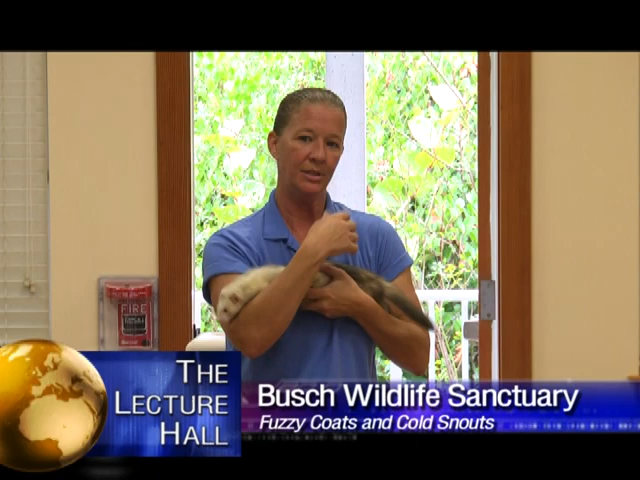 FIRE
THE
LECTURE
HALL
Busch Wildlife Sanctuary
Fuzzy Coats and Cold Snouts